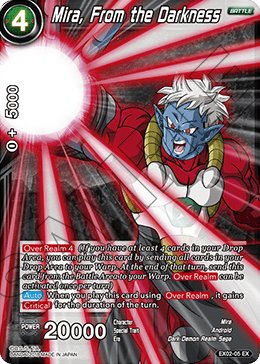 4
Mira, From the Darkness
BATTLE
0 + 5000
Over Realm 4 (If you have at least 4 cards in your Drop
Area, you can play this card by sending all cards in your
Drop Area to your Warp. At the end of that turn, send this
card from the Battle Area to your Warp. Over Realm can be
activated once per turn)
Auto When you play this card using Over Realm, it gains
Critical for the duration of the turn.
POWER 20000
Character
Mira
Special Trait
Android
Era
Dark Demon Realm Saga
EX02-05 EX
MADE IN JAPAN